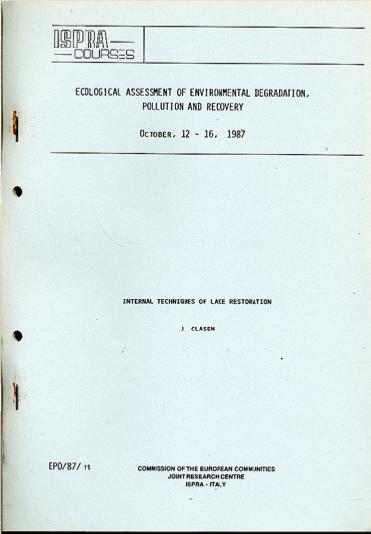 ISPRA
COURSES
ECOLOGICAL ASSESSMENT OF ENVIRONMENTAL DEGRADATION,
POLLUTION AND RECOVERY
OCTOBER, 12 - 16, 1987
INTERNAL TECHNIQUES OF LAKE RESTORATION
J. CLASEN
EPO/87/ 11
COMMISSION OF THE EUROPEAN COMMUNITIES
JOINT RESEARCH CENTRE
ISPRA - ITALY